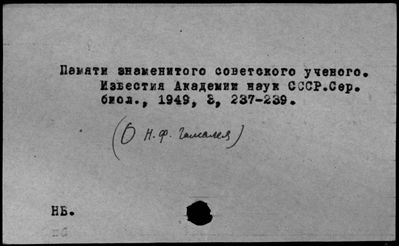 Памяти знаменитого советского ученого.
Известия Академии наук СССР.Сер.
биол., 1949, 3, 237-239.
(О Н.Ф. Гамалея)
НБ.